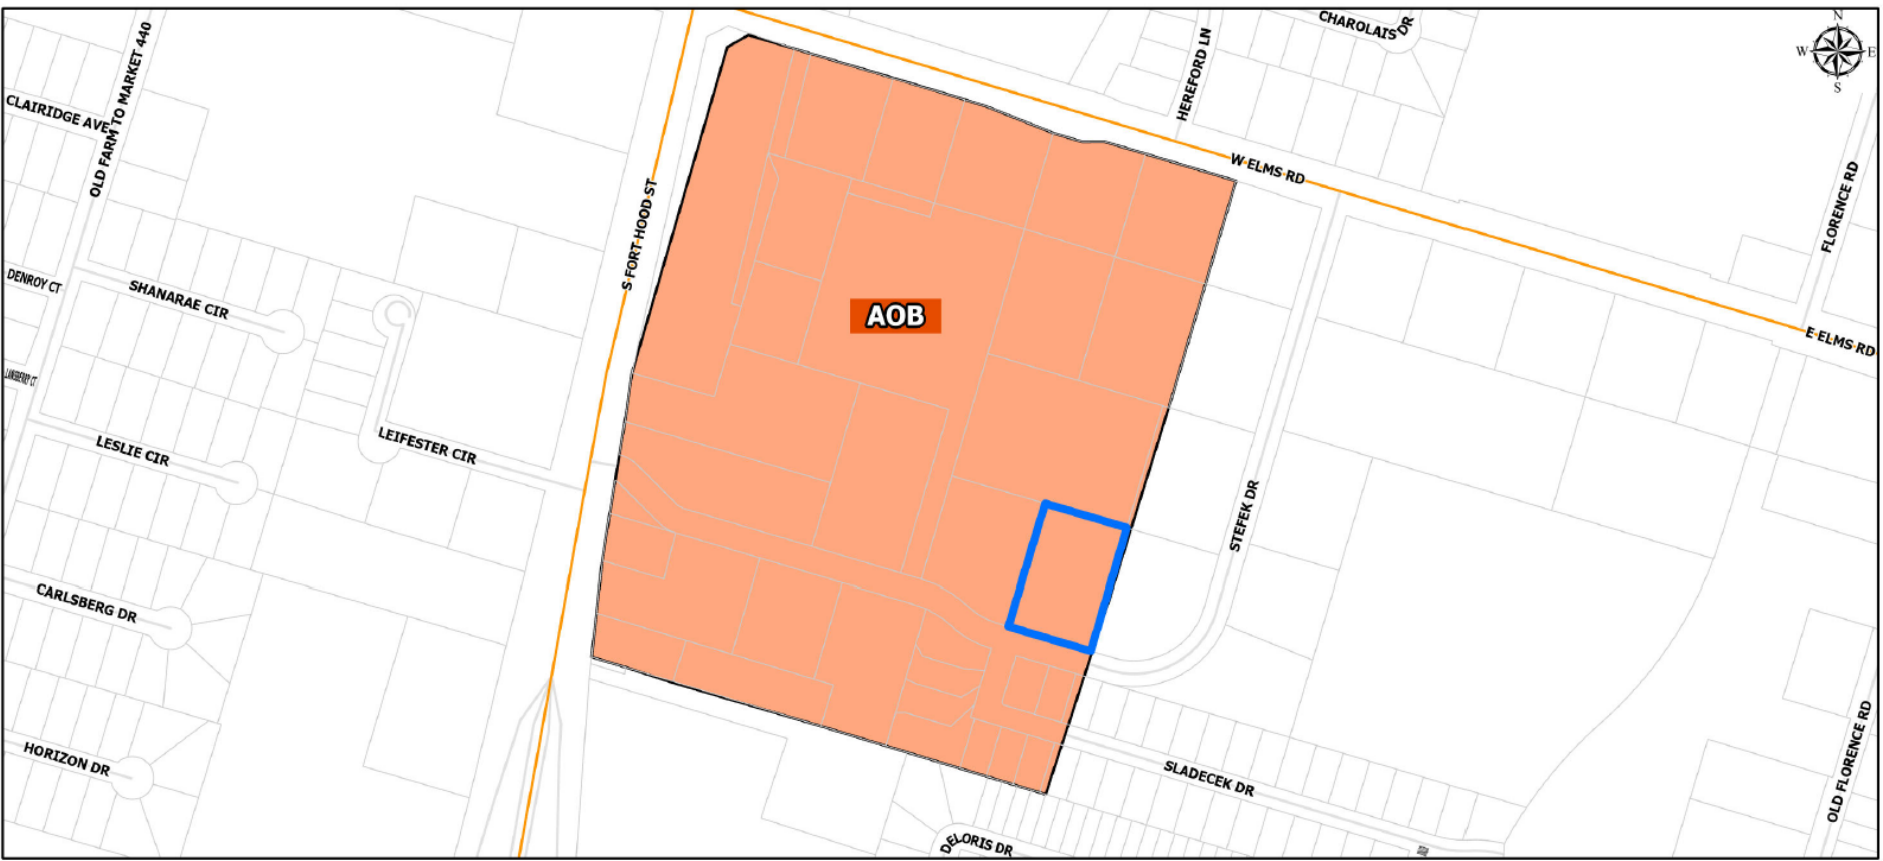 CHAROLAIS DR
N
W E
S
OLD FARM TO MARKET 440
CLAIRIDGE AVE
HEREFORD LN
W ELMS RD
FLORENCE RD
S FORT HOOD ST
DENROY CT
SHANARAE CIR
AOB
E ELMS RD
LESLIE CIR
LEIFESTER CIR
STEFEK DR
CARLSBERG DR
HORIZON DR
SLADECEK DR
OLD FLORENCE RD
DELORIS DR